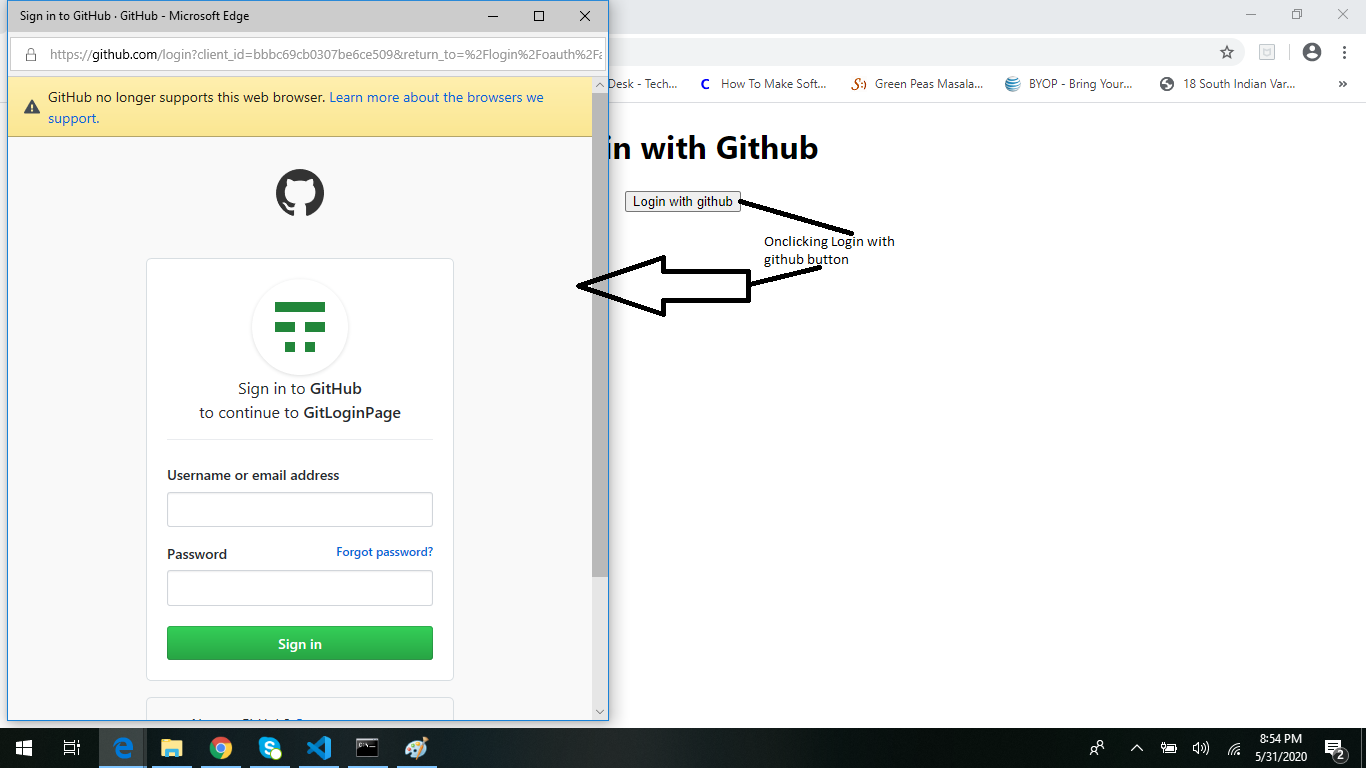 Sign in to GitHub · GitHub - Microsoft Edge
https://github.com/login?client_id=bbbc69cb0307be6ce509&return_to=%2Flogin%2Foauth%2Fa
Desk - Tech...
C How To Make Soft...
Green Peas Masala...
BYOP - Bring Your...
18 South Indian Var...
»
GitHub no longer supports this web browser. Learn more about the browsers we
support.
in with Github
Login with github
Onclicking Login with
github button
Sign in to GitHub
to continue to GitLoginPage
Username or email address
Password
Forgot password?
Sign in
8:54 PM
5/31/2020
2